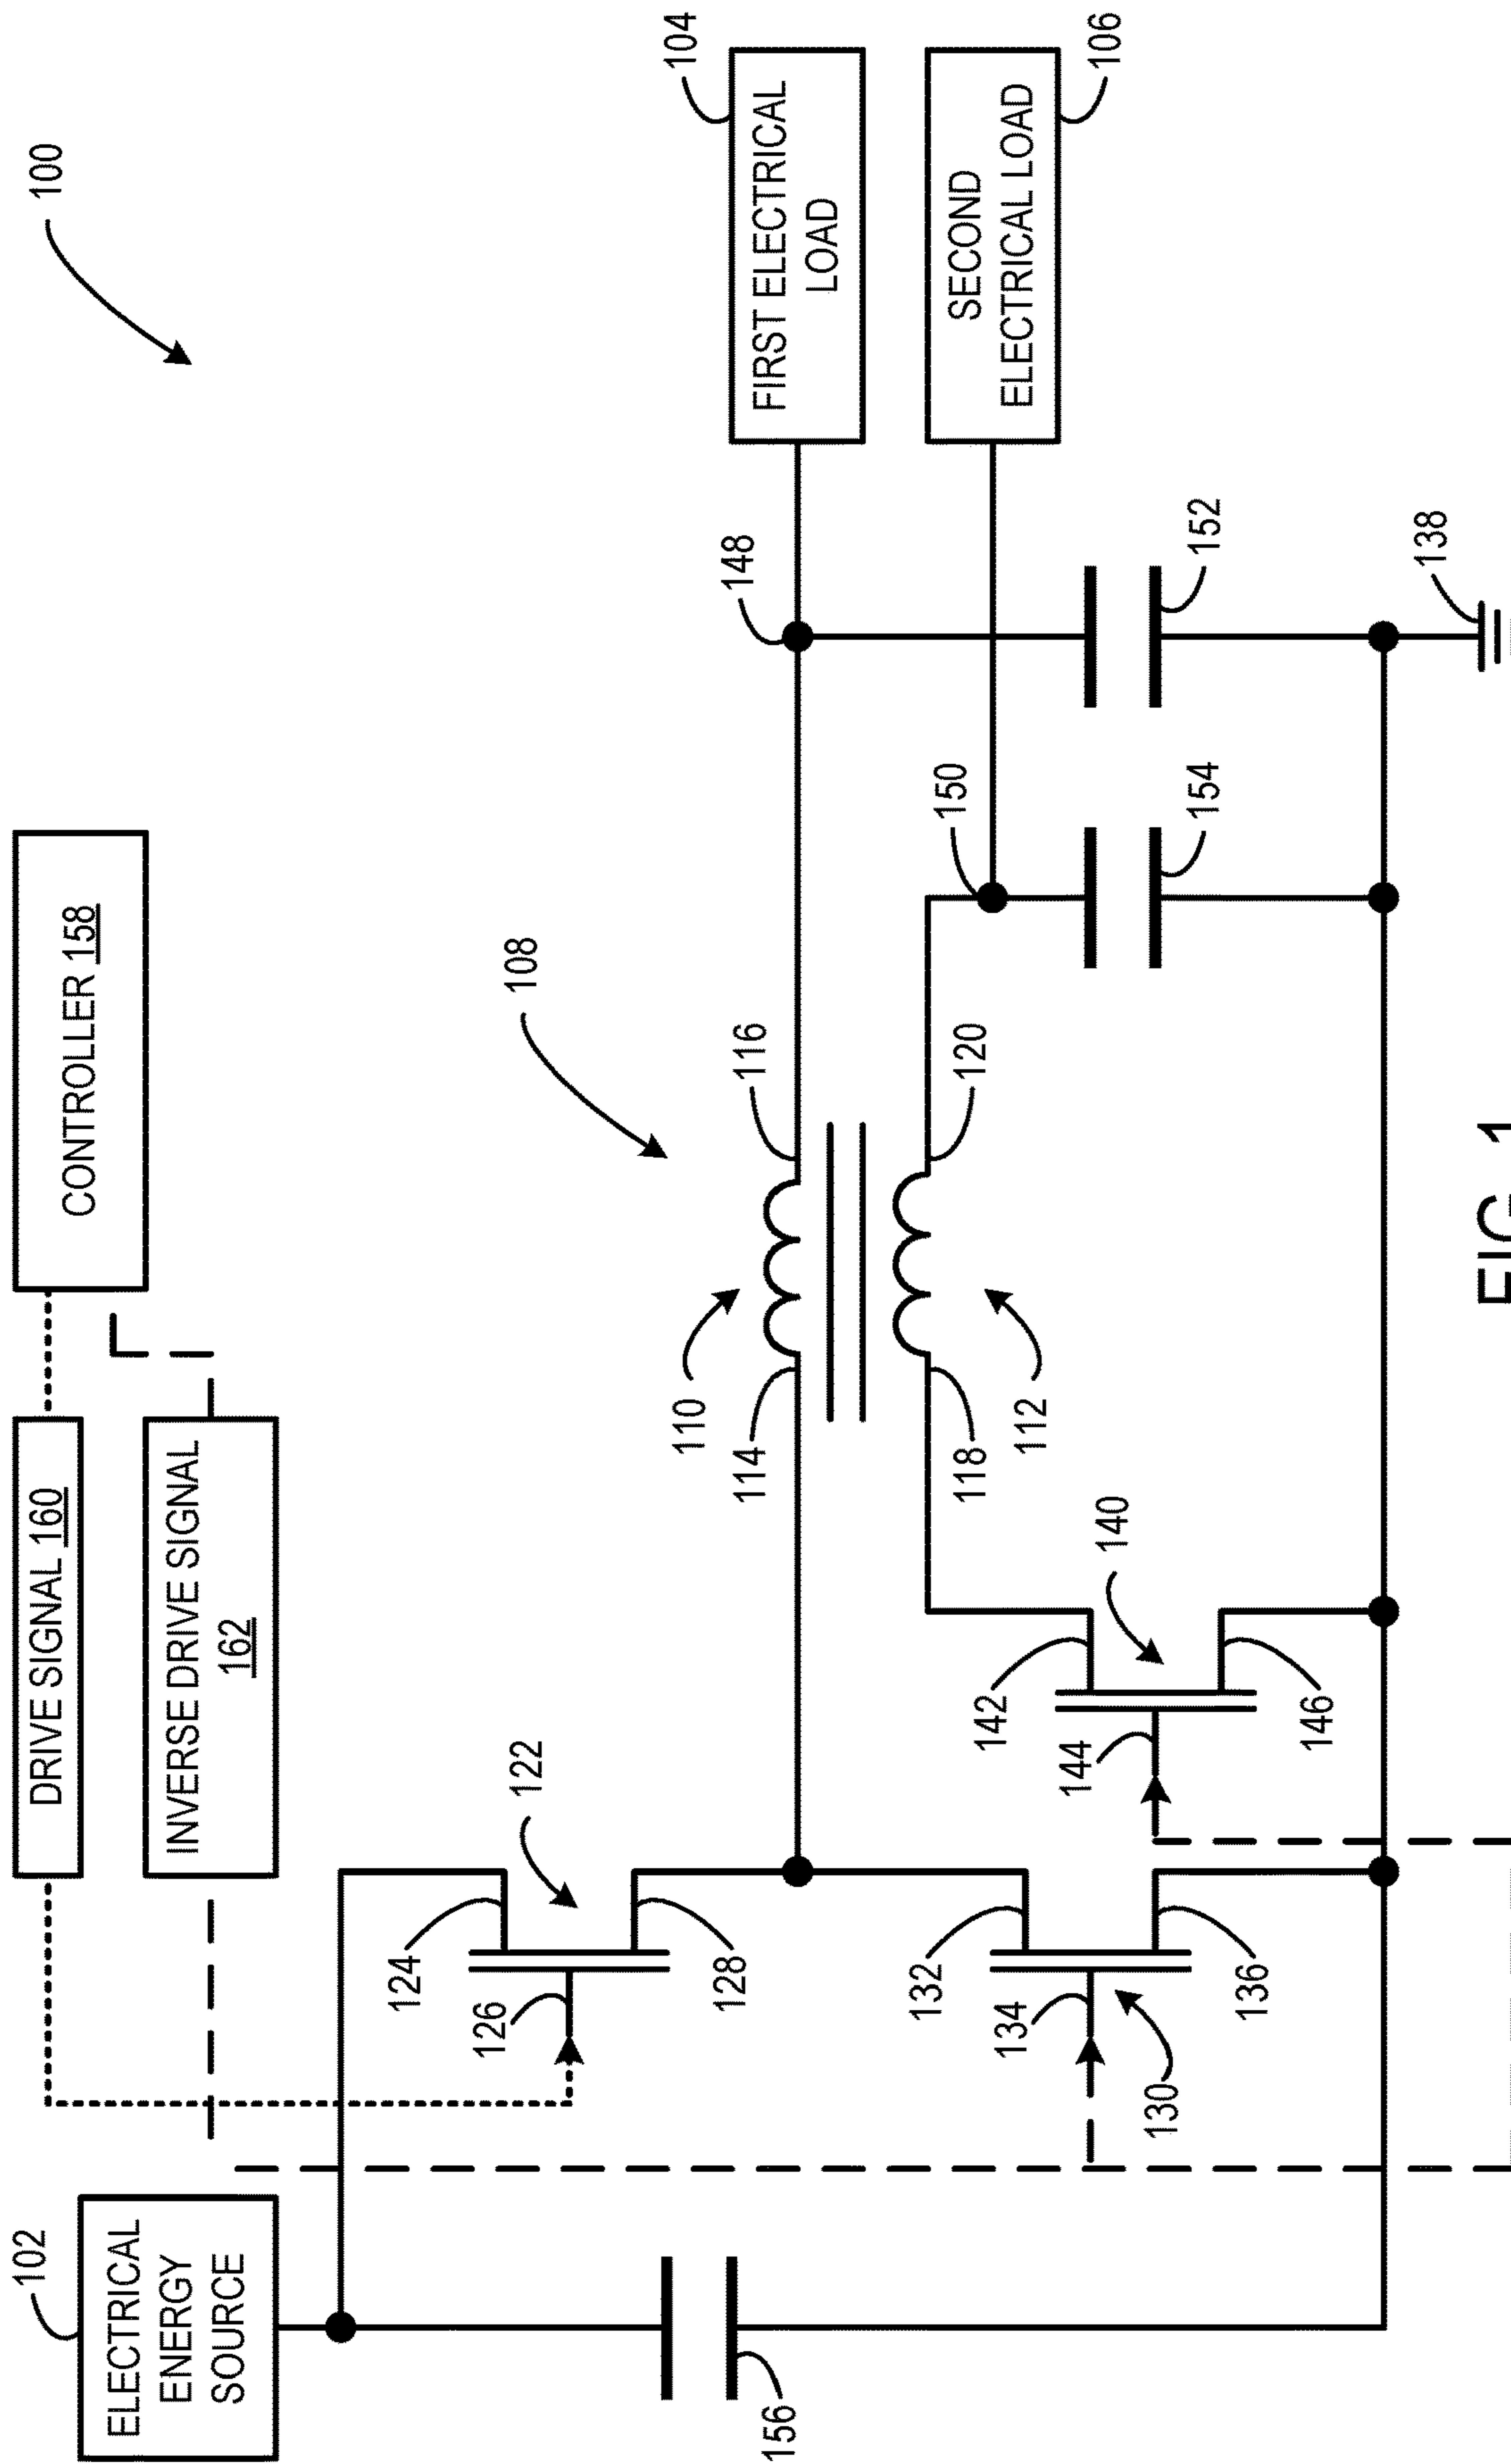 100
102
ELECTRICAL
ENERGY
SOURCE
DRIVE SIGNAL 160
INVERSE DRIVE SIGNAL
162
CONTROLLER 158
124
122
126
128
110
108
114
116
148
104
FIRST ELECTRICAL
LOAD
SECOND
ELECTRICAL LOAD
106
156
132
134
130
136
118
112
120
150
142
140
144
146
154
152
138
FIG. 1